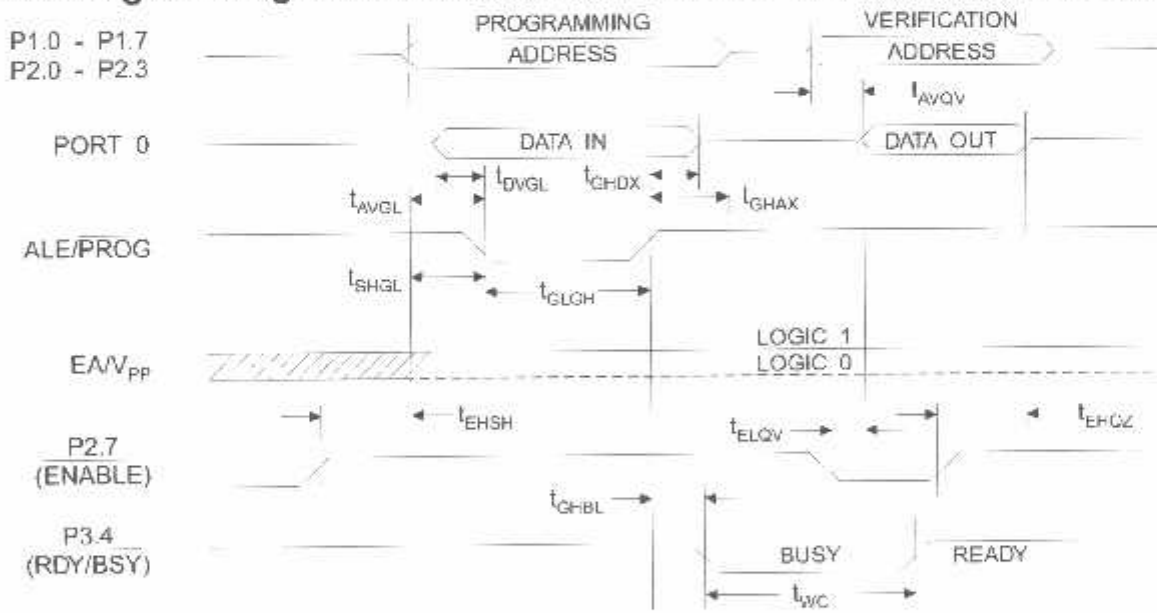 PROGRAMMING
ADDRESS
VERIFICATION
ADDRESS
P1.0 - P1.7
P2.0 - P2.3
tAVQV
PORT 0
DATA IN
DATA OUT
tDVGL
tGHDX
tAVGL
tGHAX
ALE/PROG
tSHGL
tGLGH
LOGIC 1
LOGIC 0
EA/VPP
tEHSH
tELQV
tEHQZ
P2.7
(ENABLE)
tGHBL
P3.4
(RDY/BSY)
BUSY
READY
tWC